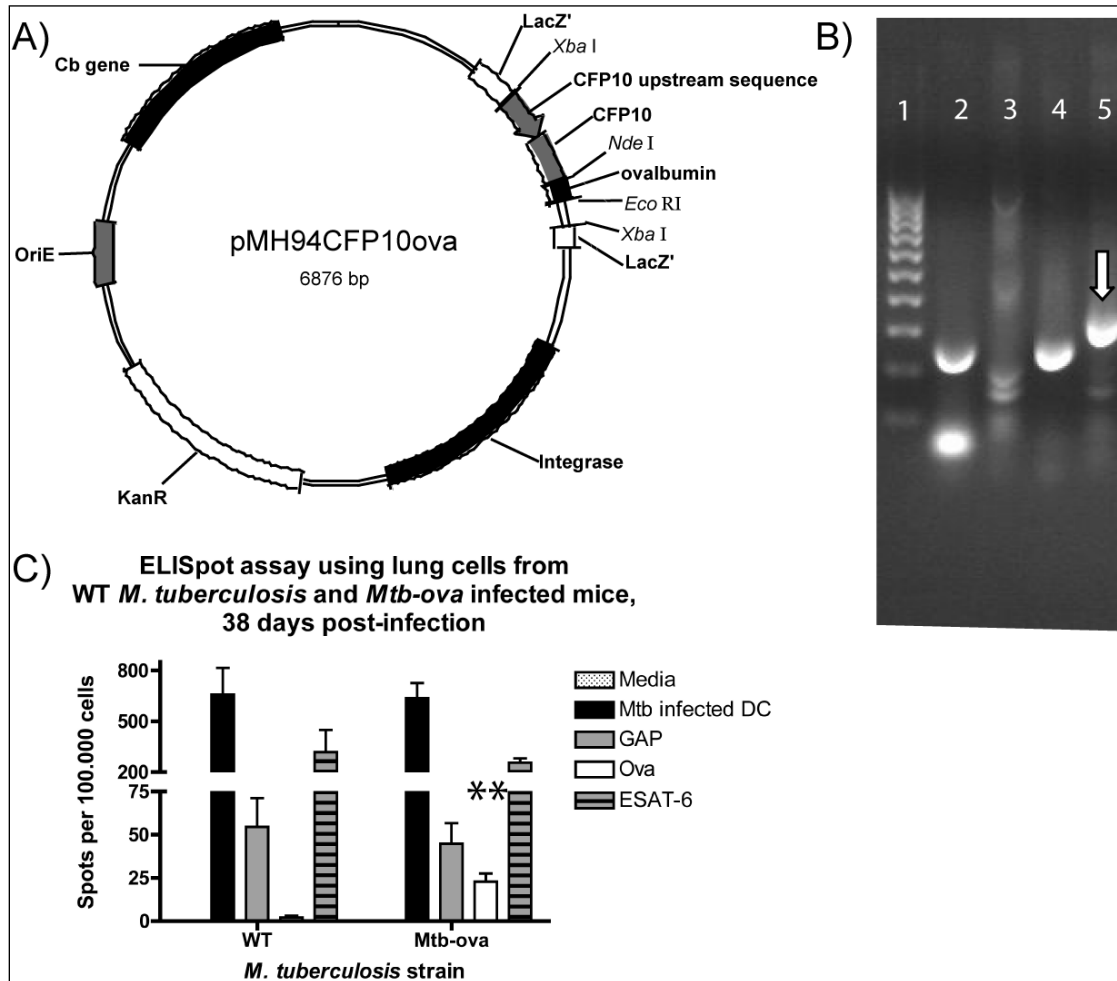 A)
LacZ'
Xba I
CFP10 upstream sequence
CFP10
Nde I
ovalbumin
Eco RI
Xba I
LacZ'
Cb gene
OriE
pMH94CFP10ova
6876 bp
KanR
Integrase
B)
1 2 3 4 5
C)
ELISpot assay using lung cells from
WT M. tuberculosis and Mtb-ova infected mice,
38 days post-infection
Spots per 100.000 cells
800
500
200
75
50
25
0
**
WT
Mtb-ova
M. tuberculosis strain
Media
Mtb infected DC
GAP
Ova
ESAT-6